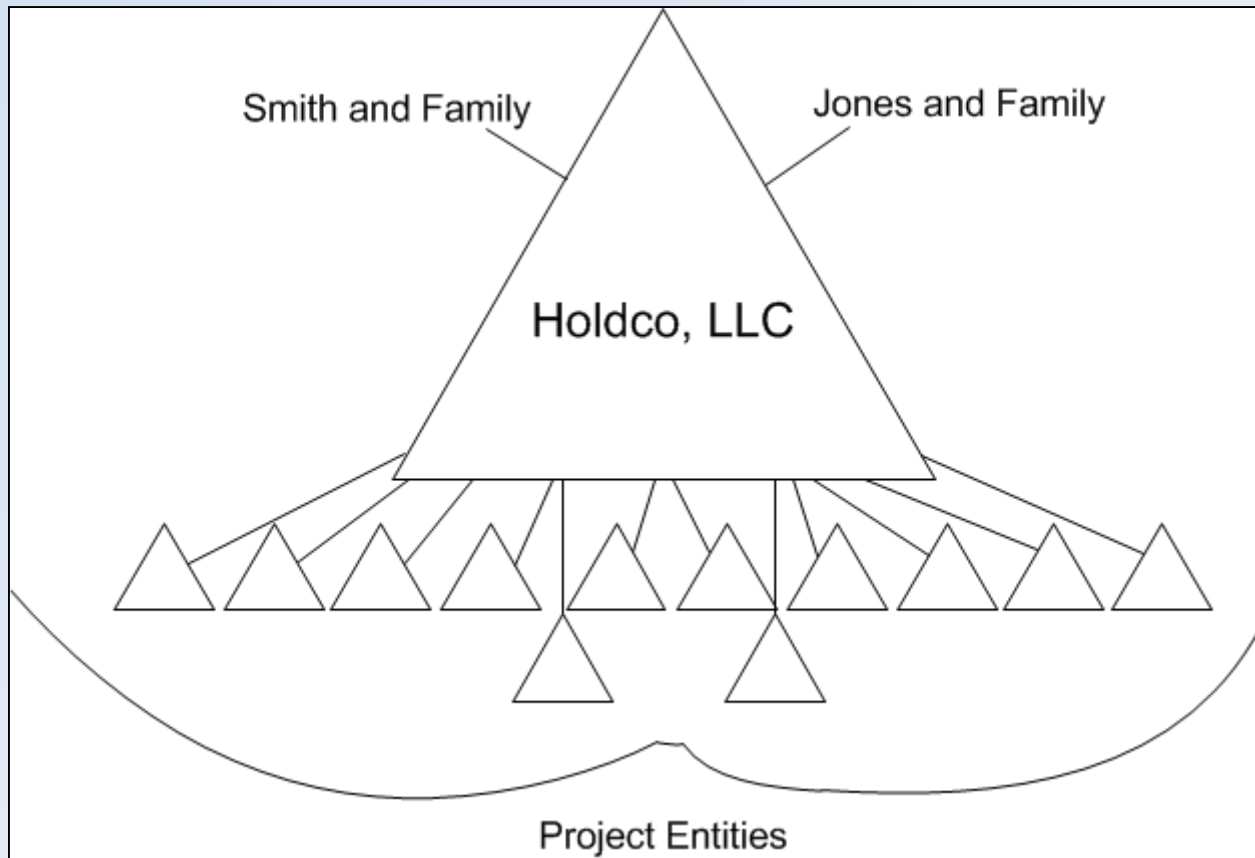 Smith and Family
Jones and Family
Holdco, LLC
Project Entities